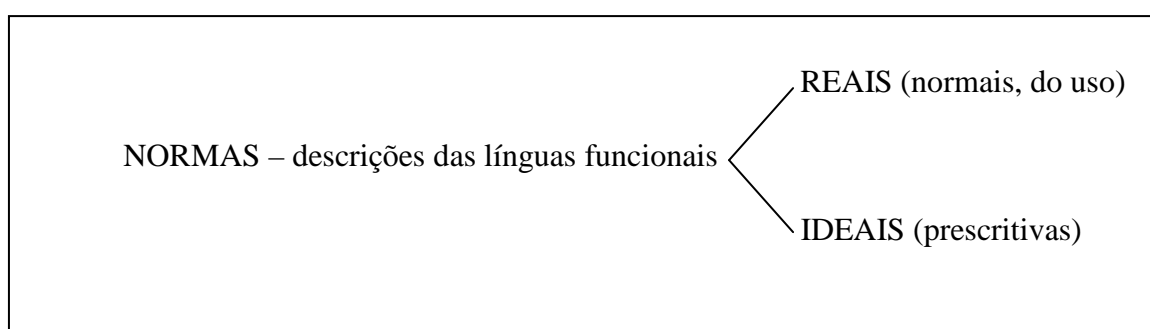 REAIS (normais, do uso)
NORMAS – descrições das línguas funcionais
IDEAIS (prescritivas)